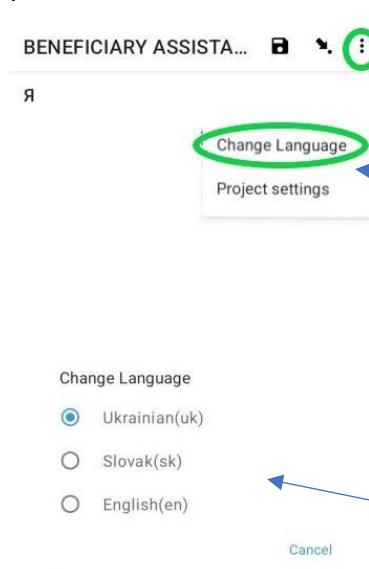 BENEFICIARY ASSISTA...
Я
Change Language
Project settings
Change Language
Ukrainian(uk)
Slovak(sk)
English(en)
Cancel